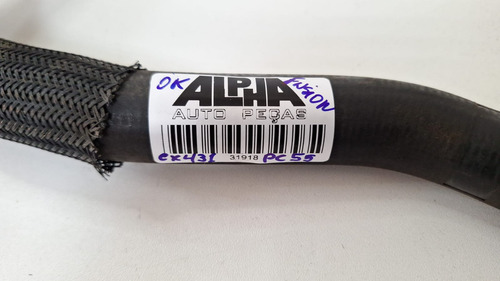 OK ALPHA FUSION
AUTO PEÇAS
CX431 31918 PC55